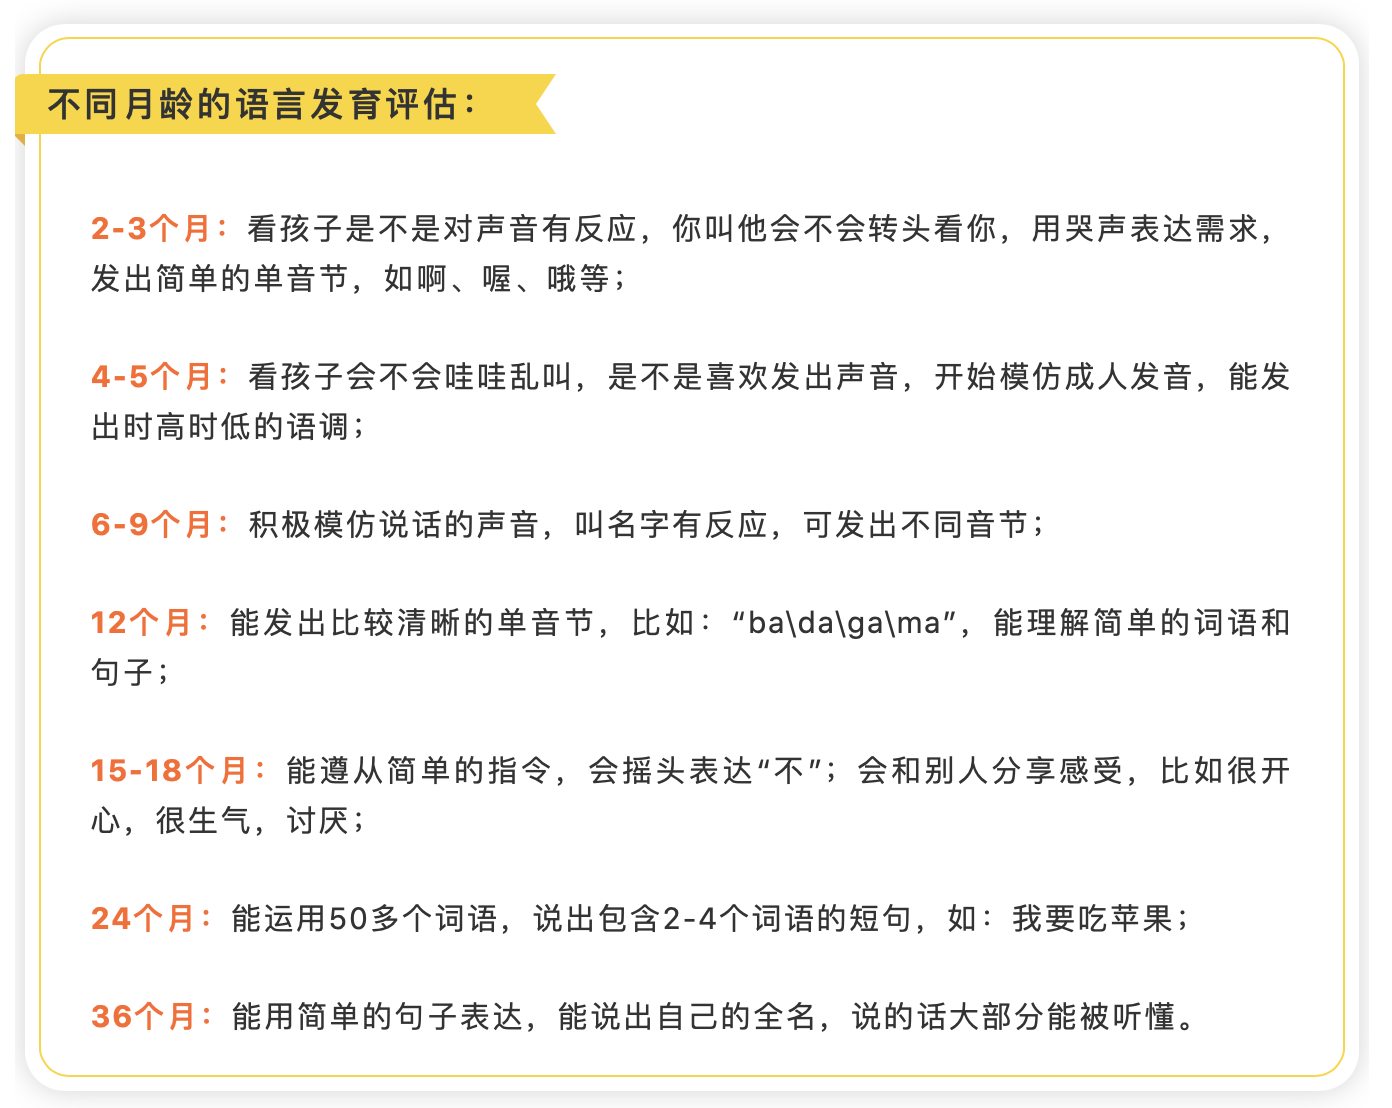 不同月龄的语言发育评估：
2-3个月：看孩子是不是对声音有反应，你叫他会不会转头看你，用哭声表达需求，
发出简单的单音节，如啊、喔、哦等；
4-5个月：看孩子会不会哇哇乱叫，是不是喜欢发出声音，开始模仿成人发音，能发
出时高时低的语调；
6-9个月：积极模仿说话的声音，叫名字有反应，可发出不同音节；
12个月：能发出比较清晰的单音节，比如：“ba\da\ga\ma”，能理解简单的词语和
句子；
15-18个月：能遵从简单的指令，会摇头表达“不”；会和别人分享感受，比如很开
心，很生气，讨厌；
24个月：能运用50多个词语，说出包含2-4个词语的短句，如：我要吃苹果；
36个月：能用简单的句子表达，能说出自己的全名，说的话大部分能被听懂。